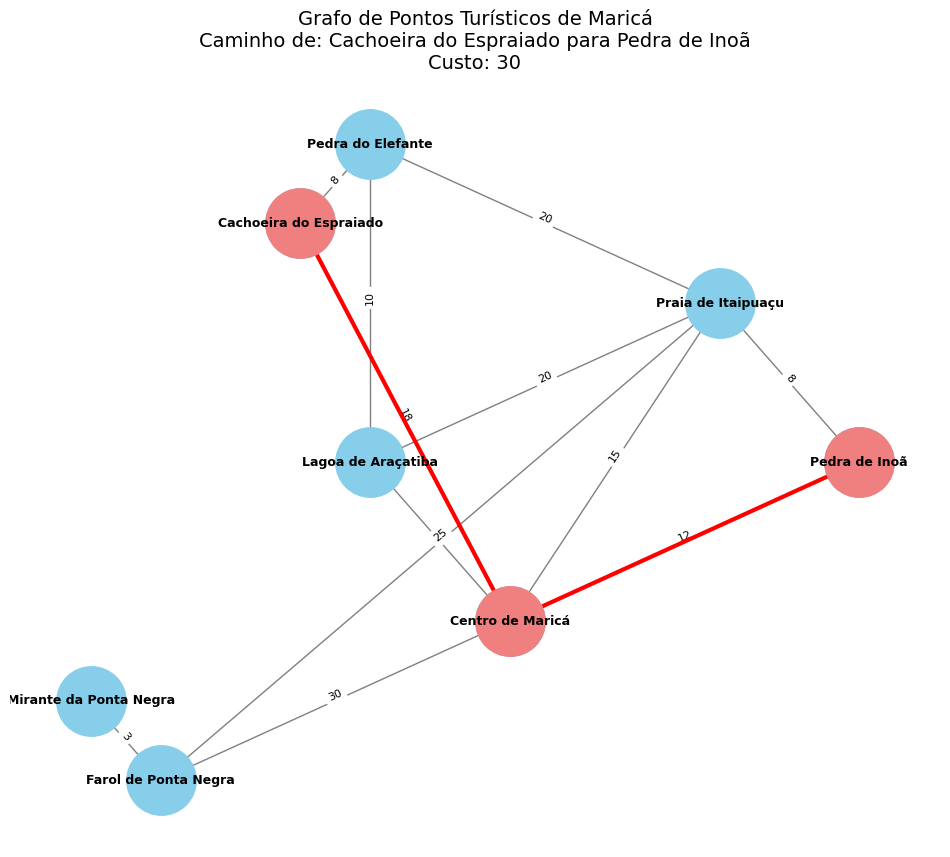 Grafo de Pontos Turísticos de Maricá
Caminho de: Cachoeira do Espraiado para Pedra de Inoã
Custo: 30
Pedra do Elefante
8
Cachoeira do Espraiado
20
10
Praia de Itaipuaçu
20
8
18
15
Lagoa de Araçatiba
Pedra de Inoã
25
12
Centro de Maricá
30
Mirante da Ponta Negra
3
Farol de Ponta Negra